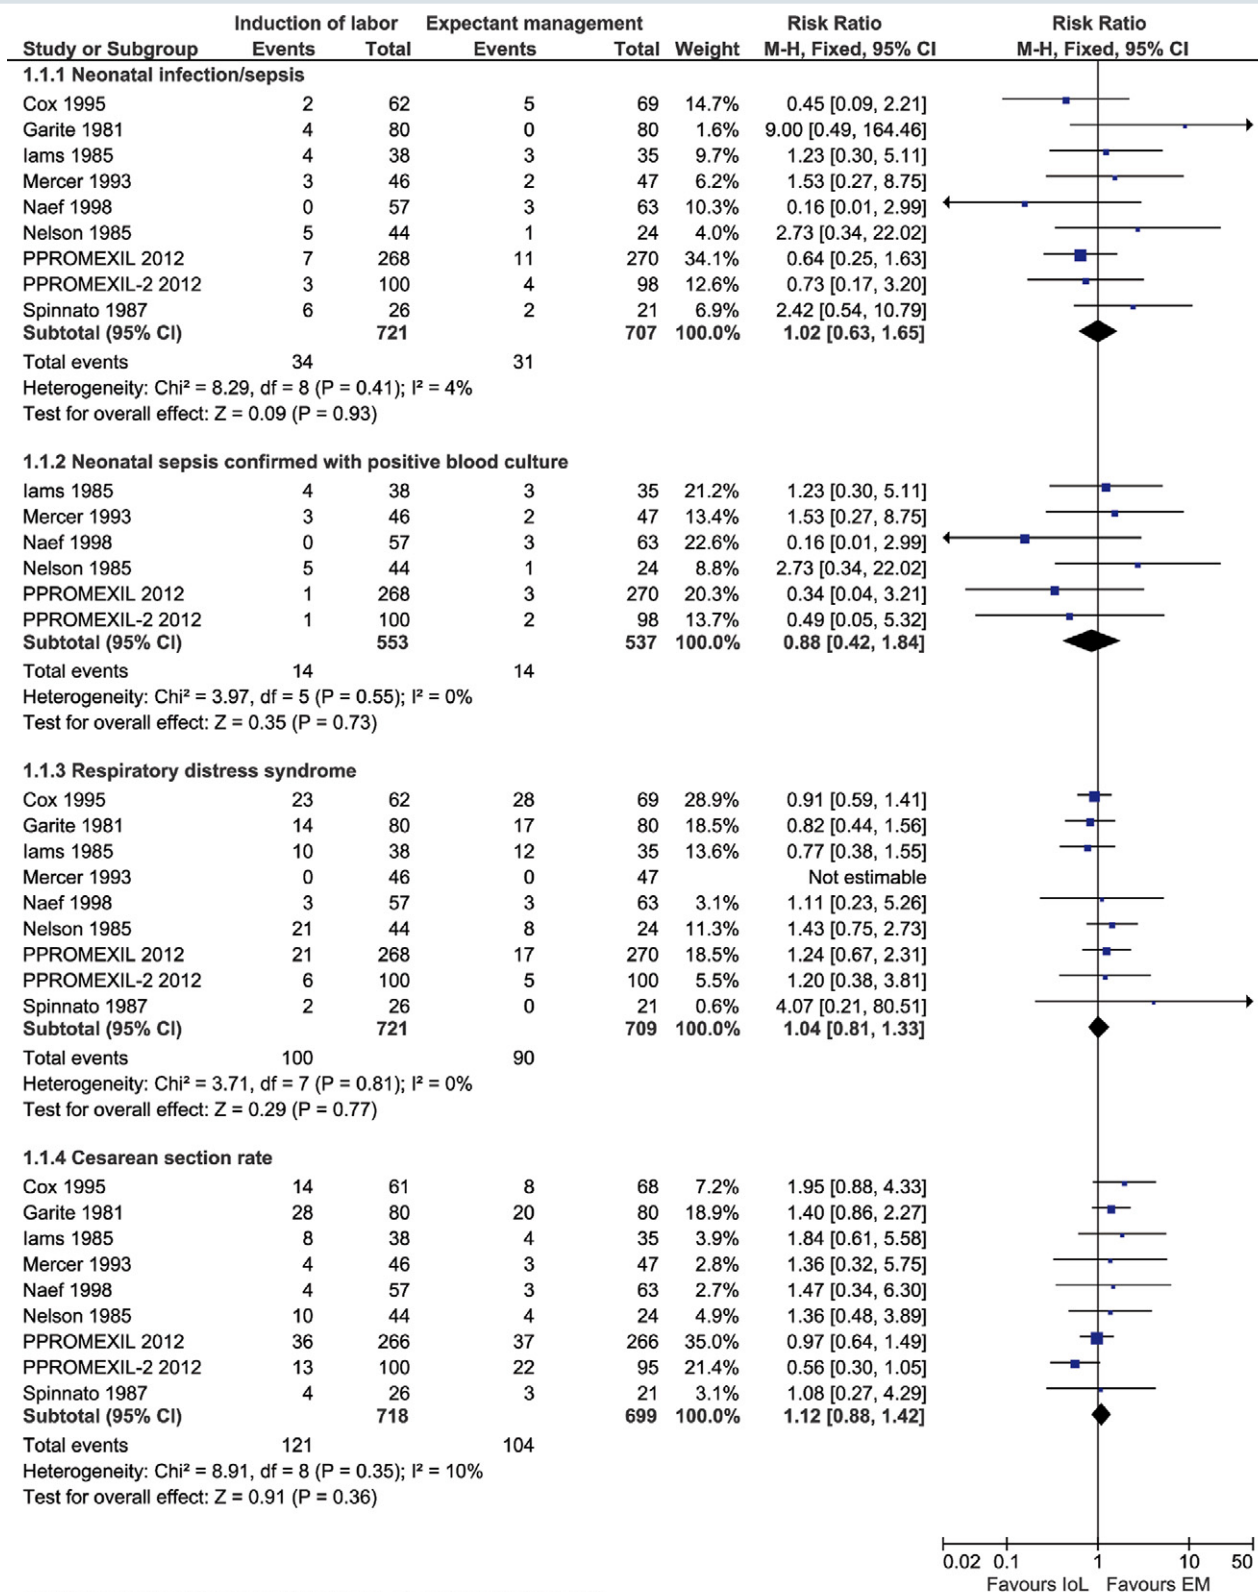 Induction of labor Expectant management Risk Ratio Risk Ratio
Study or Subgroup Events Total Events Total Weight M-H, Fixed, 95% CI M-H, Fixed, 95% CI
1.1.1 Neonatal infection/sepsis
Cox 1995 2 62 5 69 14.7% 0.45 [0.09, 2.21]
Garite 1981 4 80 0 80 1.6% 9.00 [0.49, 164.46]
Iams 1985 4 38 3 35 9.7% 1.23 [0.30, 5.11]
Mercer 1993 3 46 2 47 6.2% 1.53 [0.27, 8.75]
Naef 1998 0 57 3 63 10.3% 0.16 [0.01, 2.99]
Nelson 1985 5 44 1 24 4.0% 2.73 [0.34, 22.02]
PPROMEXIL 2012 7 268 11 270 34.1% 0.64 [0.25, 1.63]
PPROMEXIL-2 2012 3 100 4 98 12.6% 0.73 [0.17, 3.20]
Spinnato 1987 6 26 2 21 6.9% 2.42 [0.54, 10.79]
Subtotal (95% CI) 721 707 100.0% 1.02 [0.63, 1.65]
Total events 34 31
Heterogeneity: Chi² = 8.29, df = 8 (P = 0.41); I² = 4%
Test for overall effect: Z = 0.09 (P = 0.93)
1.1.2 Neonatal sepsis confirmed with positive blood culture
Iams 1985 4 38 3 35 21.2% 1.23 [0.30, 5.11]
Mercer 1993 3 46 2 47 13.4% 1.53 [0.27, 8.75]
Naef 1998 0 57 3 63 22.6% 0.16 [0.01, 2.99]
Nelson 1985 5 44 1 24 8.8% 2.73 [0.34, 22.02]
PPROMEXIL 2012 1 268 3 270 20.3% 0.34 [0.04, 3.21]
PPROMEXIL-2 2012 1 100 2 98 13.7% 0.49 [0.05, 5.32]
Subtotal (95% CI) 553 537 100.0% 0.88 [0.42, 1.84]
Total events 14 14
Heterogeneity: Chi² = 3.97, df = 5 (P = 0.55); I² = 0%
Test for overall effect: Z = 0.35 (P = 0.73)
1.1.3 Respiratory distress syndrome
Cox 1995 23 62 28 69 28.9% 0.91 [0.59, 1.41]
Garite 1981 14 80 17 80 18.5% 0.82 [0.44, 1.56]
Iams 1985 10 38 12 35 13.6% 0.77 [0.38, 1.55]
Mercer 1993 0 46 0 47 Not estimable
Naef 1998 3 57 3 63 3.1% 1.11 [0.23, 5.26]
Nelson 1985 21 44 8 24 11.3% 1.43 [0.75, 2.73]
PPROMEXIL 2012 21 268 17 270 18.5% 1.24 [0.67, 2.31]
PPROMEXIL-2 2012 6 100 5 100 5.5% 1.20 [0.38, 3.81]
Spinnato 1987 2 26 0 21 0.6% 4.07 [0.21, 80.51]
Subtotal (95% CI) 721 709 100.0% 1.04 [0.81, 1.33]
Total events 100 90
Heterogeneity: Chi² = 3.71, df = 7 (P = 0.81); I² = 0%
Test for overall effect: Z = 0.29 (P = 0.77)
1.1.4 Cesarean section rate
Cox 1995 14 61 8 68 7.2% 1.95 [0.88, 4.33]
Garite 1981 28 80 20 80 18.9% 1.40 [0.86, 2.27]
Iams 1985 8 38 4 35 3.9% 1.84 [0.61, 5.58]
Mercer 1993 4 46 3 47 2.8% 1.36 [0.32, 5.75]
Naef 1998 4 57 3 63 2.7% 1.47 [0.34, 6.30]
Nelson 1985 10 44 4 24 4.9% 1.36 [0.48, 3.89]
PPROMEXIL 2012 36 266 37 266 35.0% 0.97 [0.64, 1.49]
PPROMEXIL-2 2012 13 100 22 95 21.4% 0.56 [0.30, 1.05]
Spinnato 1987 4 26 3 21 3.1% 1.08 [0.27, 4.29]
Subtotal (95% CI) 718 699 100.0% 1.12 [0.88, 1.42]
Total events 121 104
Heterogeneity: Chi² = 8.91, df = 8 (P = 0.35); I² = 10%
Test for overall effect: Z = 0.91 (P = 0.36)
0.02 0.1 1 10 50
Favours IoL Favours EM